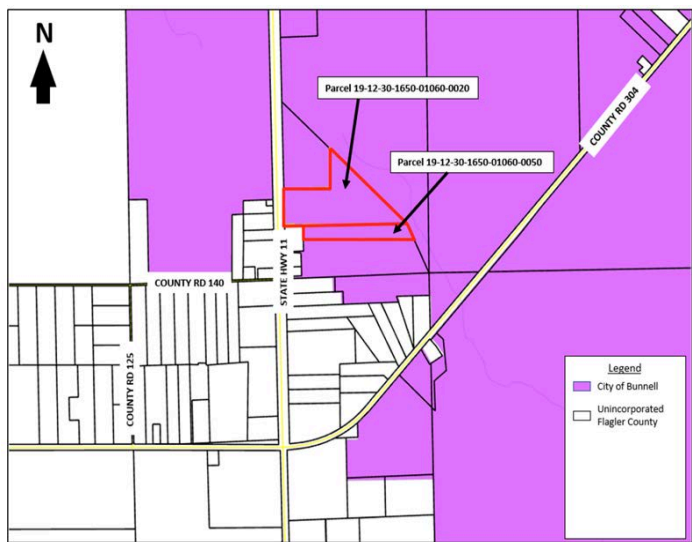 N
Parcel 19-12-30-1650-01060-0020
Parcel 19-12-30-1650-01060-0050
COUNTY RD 304
STATE HWY 11
COUNTY RD 140
COUNTY RD 125
Legend
City of Bunnell
Unincorporated
Flagler County